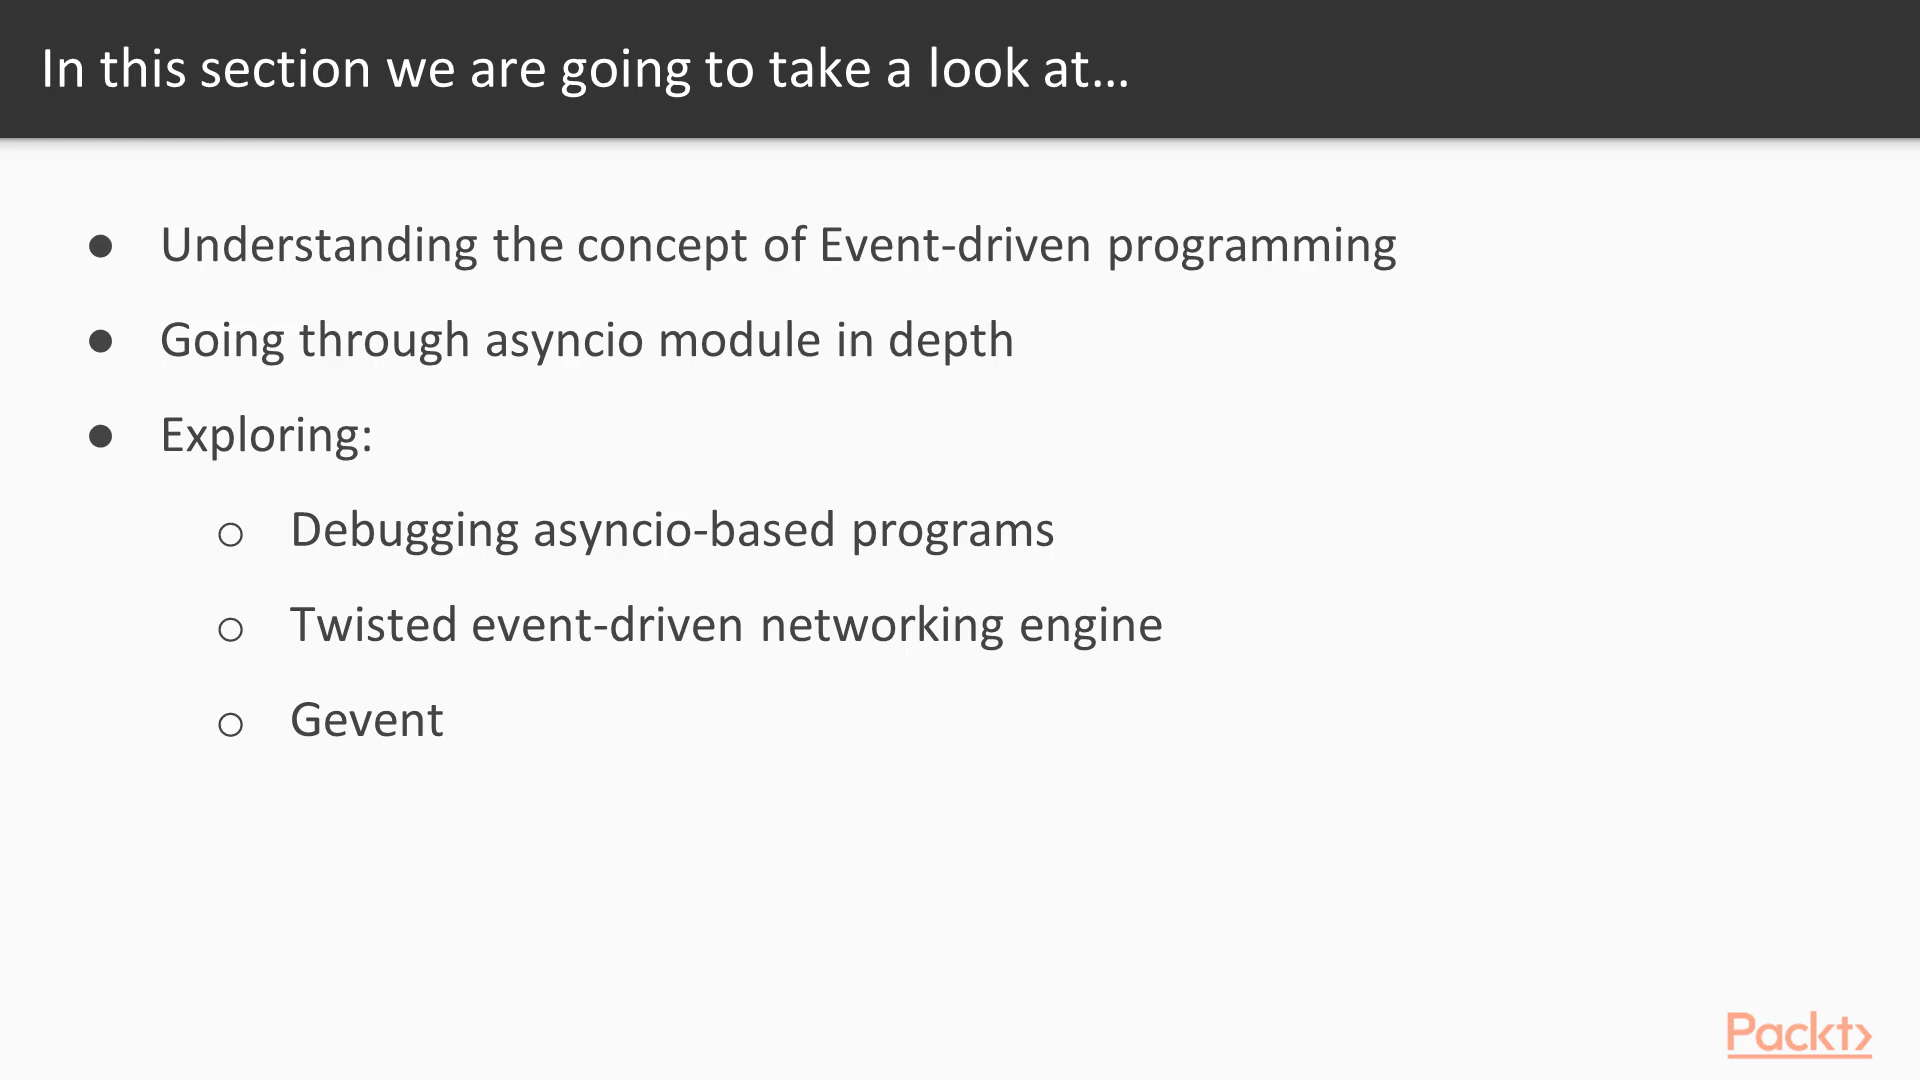 In this section we are going to take a look at...
● Understanding the concept of Event-driven programming
● Going through asyncio module in depth
● Exploring:
○ Debugging asyncio-based programs
○ Twisted event-driven networking engine
○ Gevent
Packt>